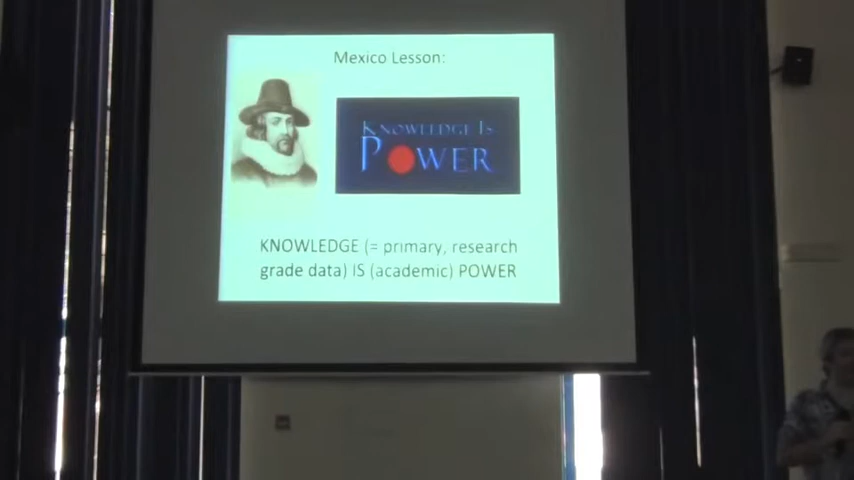 Mexico Lesson:
KNOWLEDGE IS
POWER
KNOWLEDGE (= primary, research
grade data) IS (academic) POWER